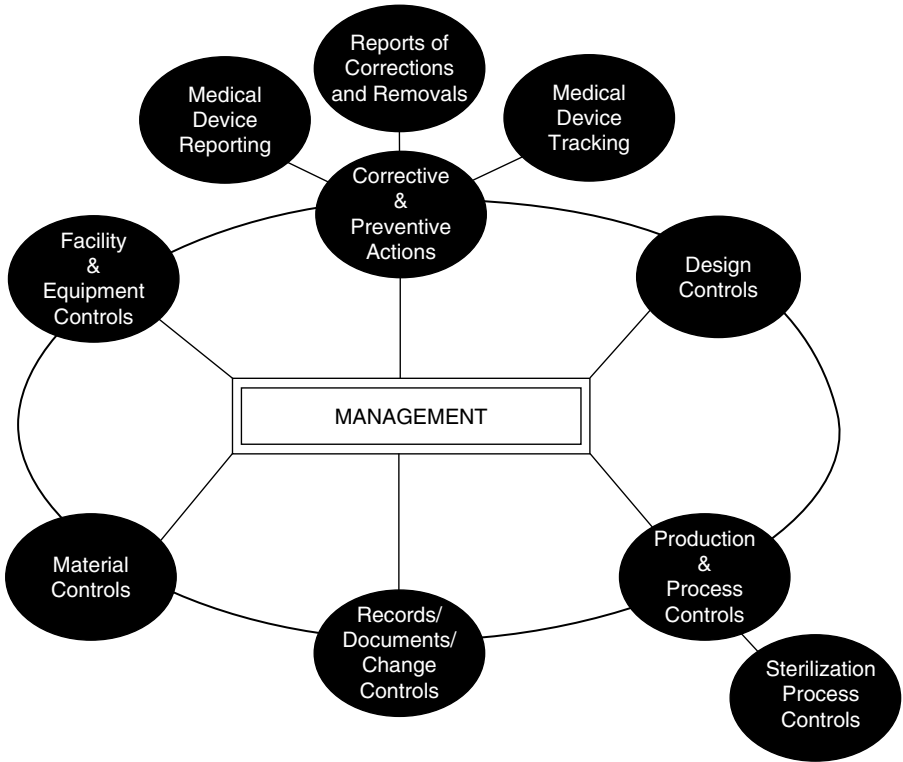 Reports of
Corrections
and Removals
Medical
Device
Reporting
Medical
Device
Tracking
Corrective
&
Preventive
Actions
Facility
&
Equipment
Controls
Design
Controls
MANAGEMENT
Material
Controls
Production
&
Process
Controls
Records/
Documents/
Change
Controls
Sterilization
Process
Controls